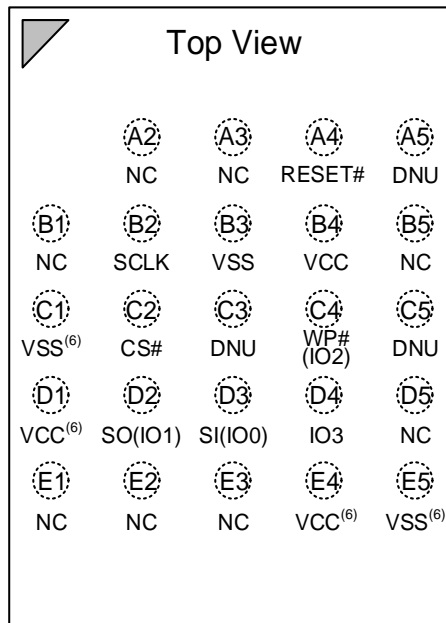 Top View
A2 A3 A4 A5
NC NC RESET# DNU
B1 B2 B3 B4 B5
NC SCLK VSS VCC NC
C1 C2 C3 C4 C5
VSS(6) CS# DNU WP# (IO2) DNU
D1 D2 D3 D4 D5
VCC(6) SO(IO1) SI(IO0) IO3 NC
E1 E2 E3 E4 E5
NC NC NC VCC(6) VSS(6)